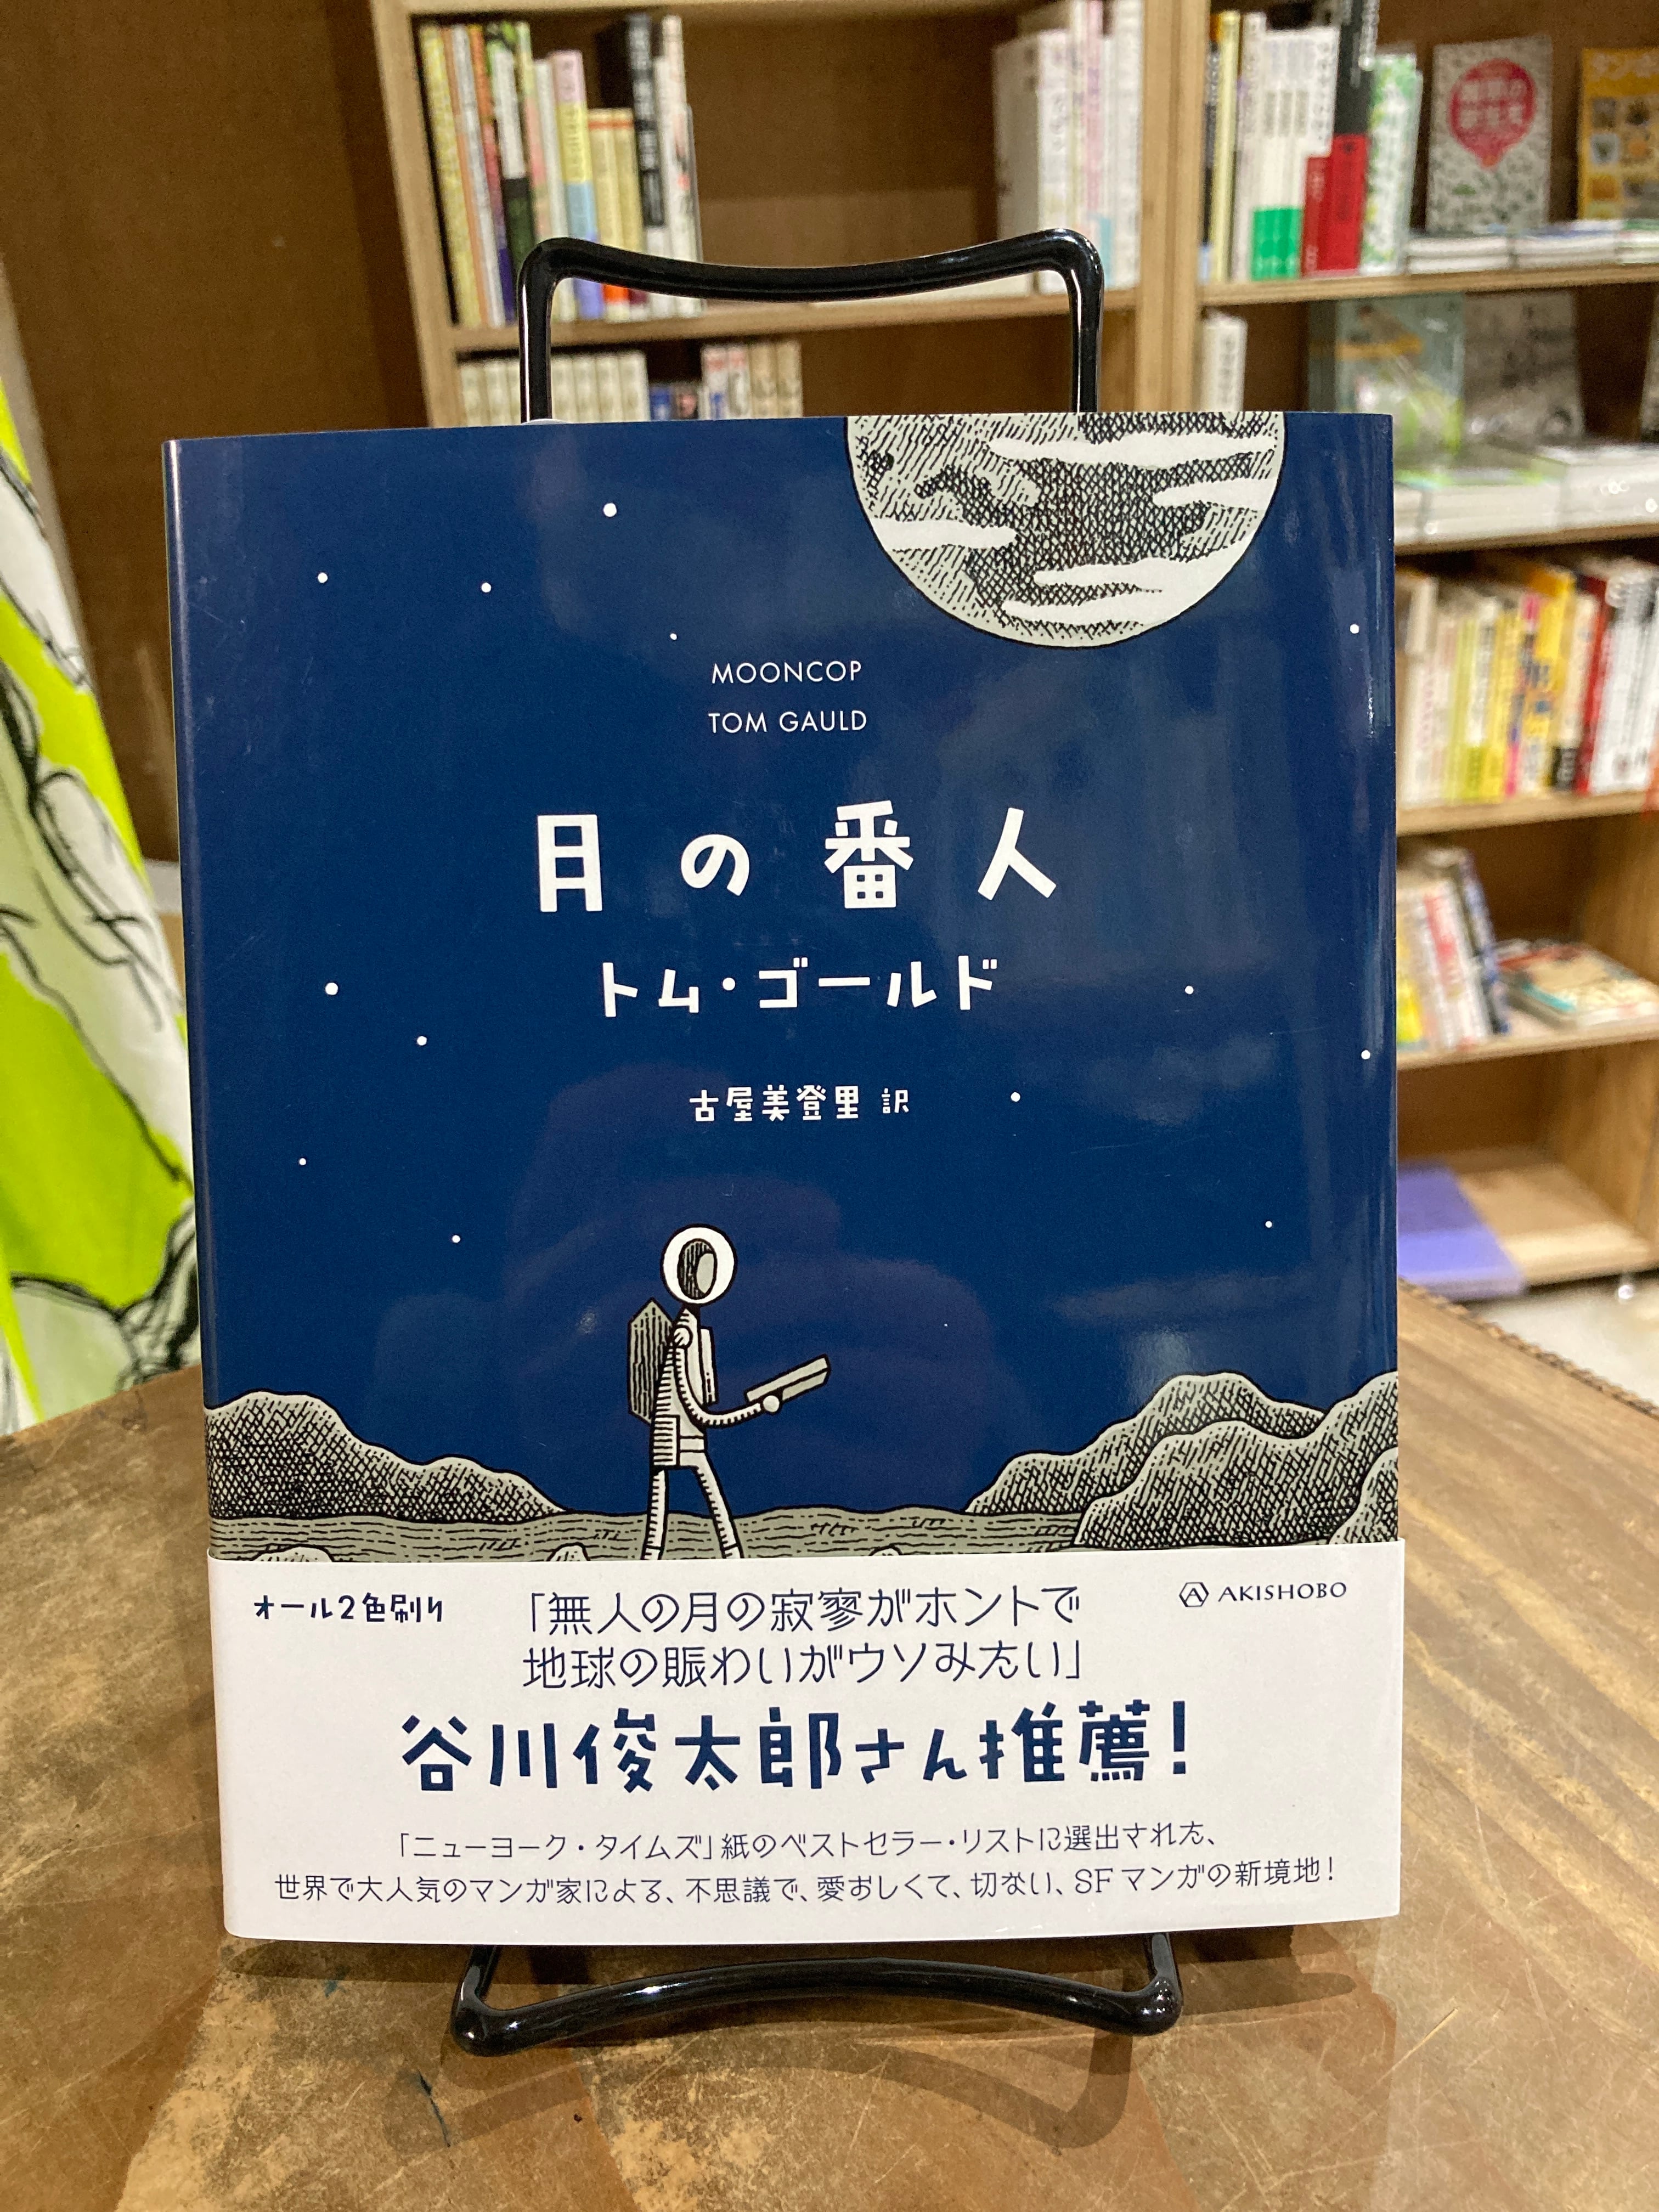 MOONCOP
TOM GAULD
月の番人
トム・ゴールド
古屋美登里 訳
オール2色刷り
「無人の月の寂寥がホントで
地球の賑わいがウソみたい」
AKISHOBO
谷川俊太郎さん推薦!
「ニューヨーク・タイムズ」紙のベストセラー・リストに選出された、
世界で大人気のマンガ家による、不思議で、愛おしくて、切ない、SFマンガの新境地!